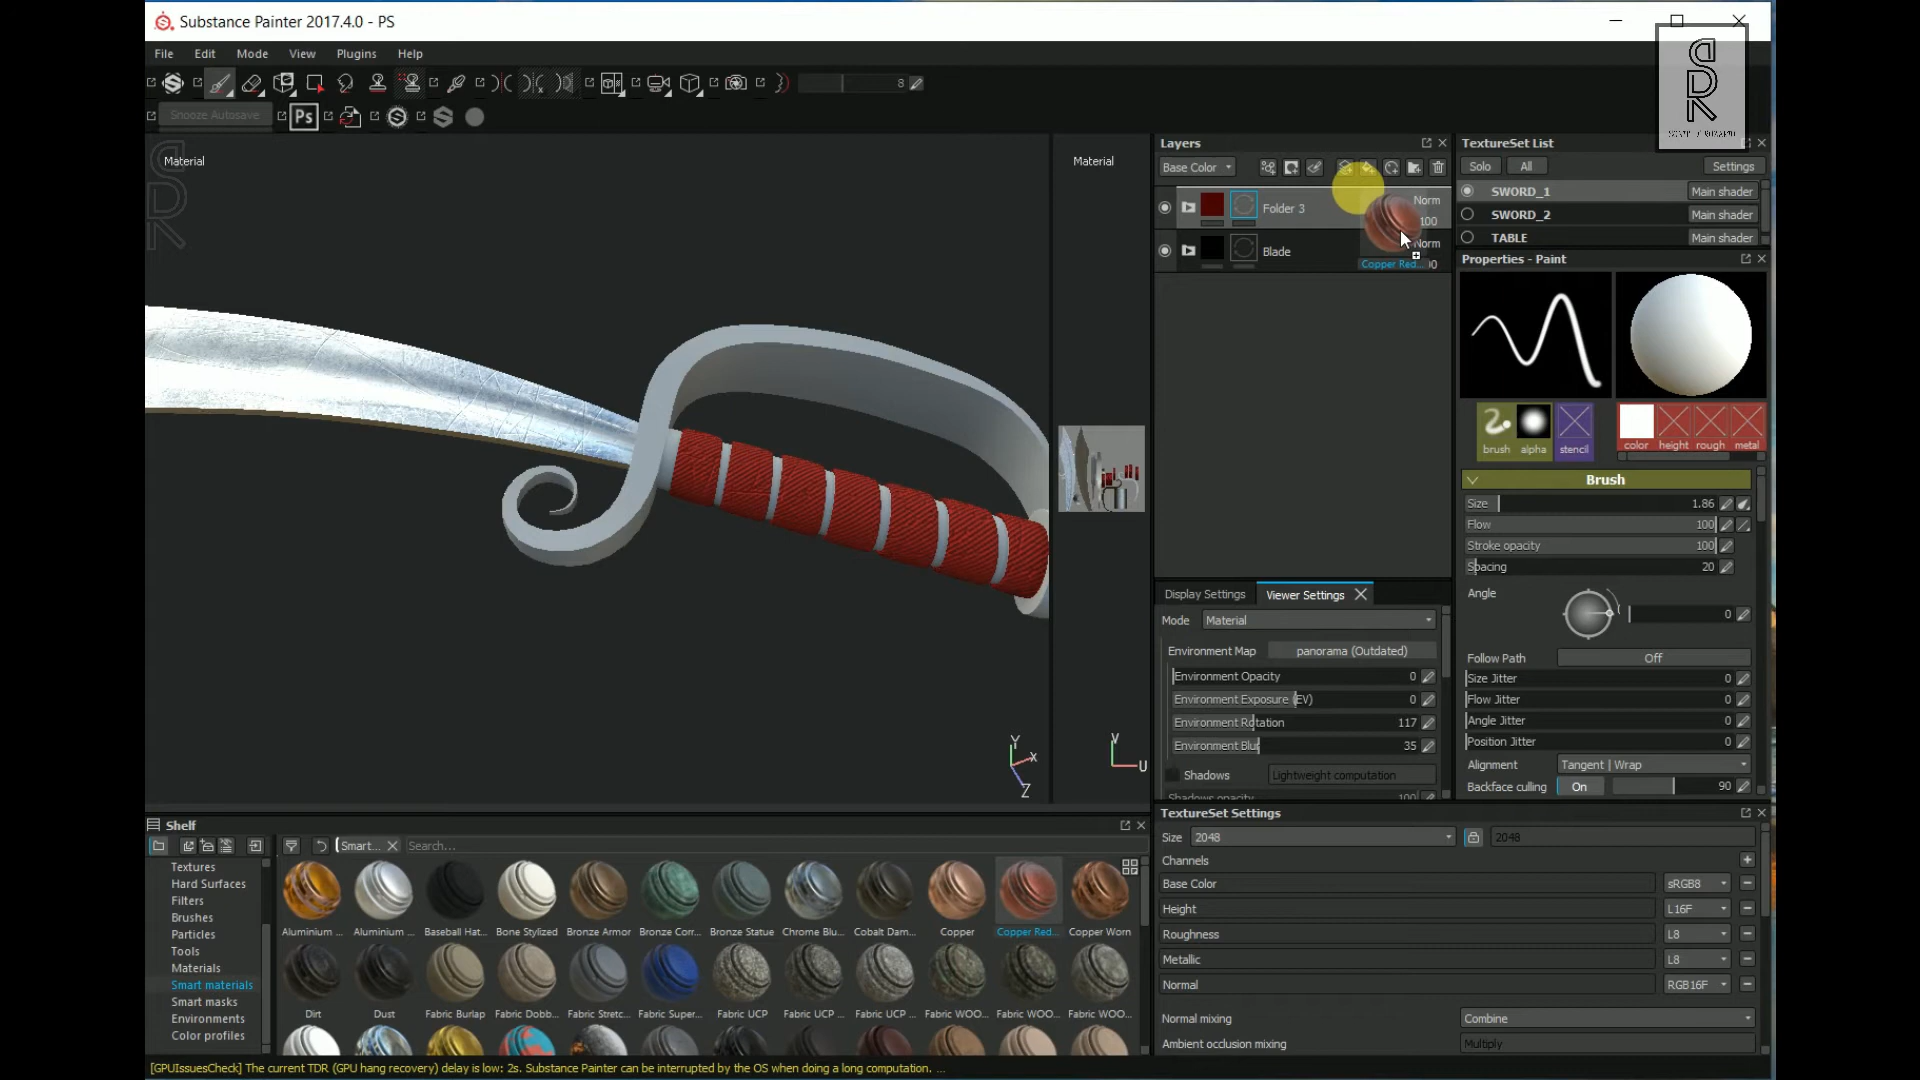 Substance Painter 2017.4.0 - PS
File Edit Mode View Plugins Help
8
Snooze Autosave Ps
SDR
Material
Material
Layers
Base Color
Folder 3 Norm 100
Blade Norm
Copper Red...
TextureSet List
Solo All Settings
SWORD_1 Main shader
SWORD_2 Main shader
TABLE Main shader
Properties - Paint
brush alpha stencil color height rough metal
Brush
Size 1.86
Flow 100
Stroke opacity 100
Spacing 20
Angle 0
Follow Path Off
Size Jitter 0
Flow Jitter 0
Angle Jitter 0
Position Jitter 0
Alignment Tangent | Wrap
Backface culling On 90
Display Settings Viewer Settings
Mode Material
Environment Map panorama (Outdated)
Environment Opacity 0
Environment Exposure (EV) 0
Environment Rotation 117
Environment Blur 35
Shadows Lightweight computation
Shadows opacity 100
Y X Z
V U
TextureSet Settings
Size 2048 2048
Channels
Base Color sRGB8
Height L16F
Roughness L8
Metallic L8
Normal RGB16F
Normal mixing Combine
Ambient occlusion mixing Multiply
Shelf
Smart... Search...
Textures
Hard Surfaces
Filters
Brushes
Particles
Tools
Materials
Smart materials
Smart masks
Environments
Color profiles
Aluminium ... Aluminium ... Baseball Hat... Bone Stylized Bronze Armor Bronze Corr... Bronze Statue Chrome Blu... Cobalt Dam... Copper Copper Red... Copper Worn
Dirt Dust Fabric Burlap Fabric Dobb... Fabric Stretc... Fabric Super... Fabric UCP Fabric UCP ... Fabric UCP ... Fabric WOO... Fabric WOO... Fabric WOO...
[GPUIssuesCheck] The current TDR (GPU hang recovery) delay is low: 2s. Substance Painter can be interrupted by the OS when doing a long computation. ...